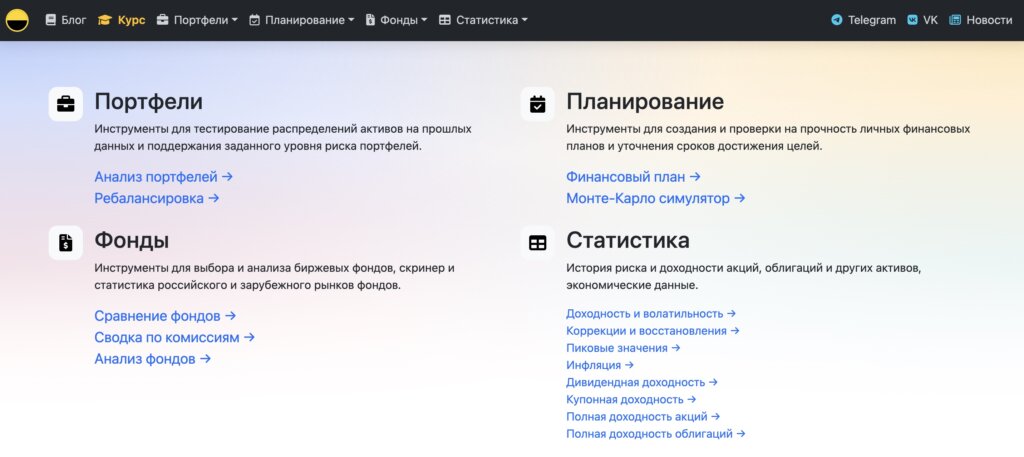 Блог Курс Портфели Планирование Фонды Статистика Telegram VK Новости
Портфели
Инструменты для тестирование распределений активов на прошлых
данных и поддержания заданного уровня риска портфелей.
Анализ портфелей →
Ребалансировка →
Планирование
Инструменты для создания и проверки на прочность личных финансовых
планов и уточнения сроков достижения целей.
Финансовый план →
Монте-Карло симулятор →
Фонды
Инструменты для выбора и анализа биржевых фондов, скринер и
статистика российского и зарубежного рынков фондов.
Сравнение фондов →
Сводка по комиссиям →
Анализ фондов →
Статистика
История риска и доходности акций, облигаций и других активов,
экономические данные.
Доходность и волатильность →
Коррекции и восстановления →
Пиковые значения →
Инфляция →
Дивидендная доходность →
Купонная доходность →
Полная доходность акций →
Полная доходность облигаций →